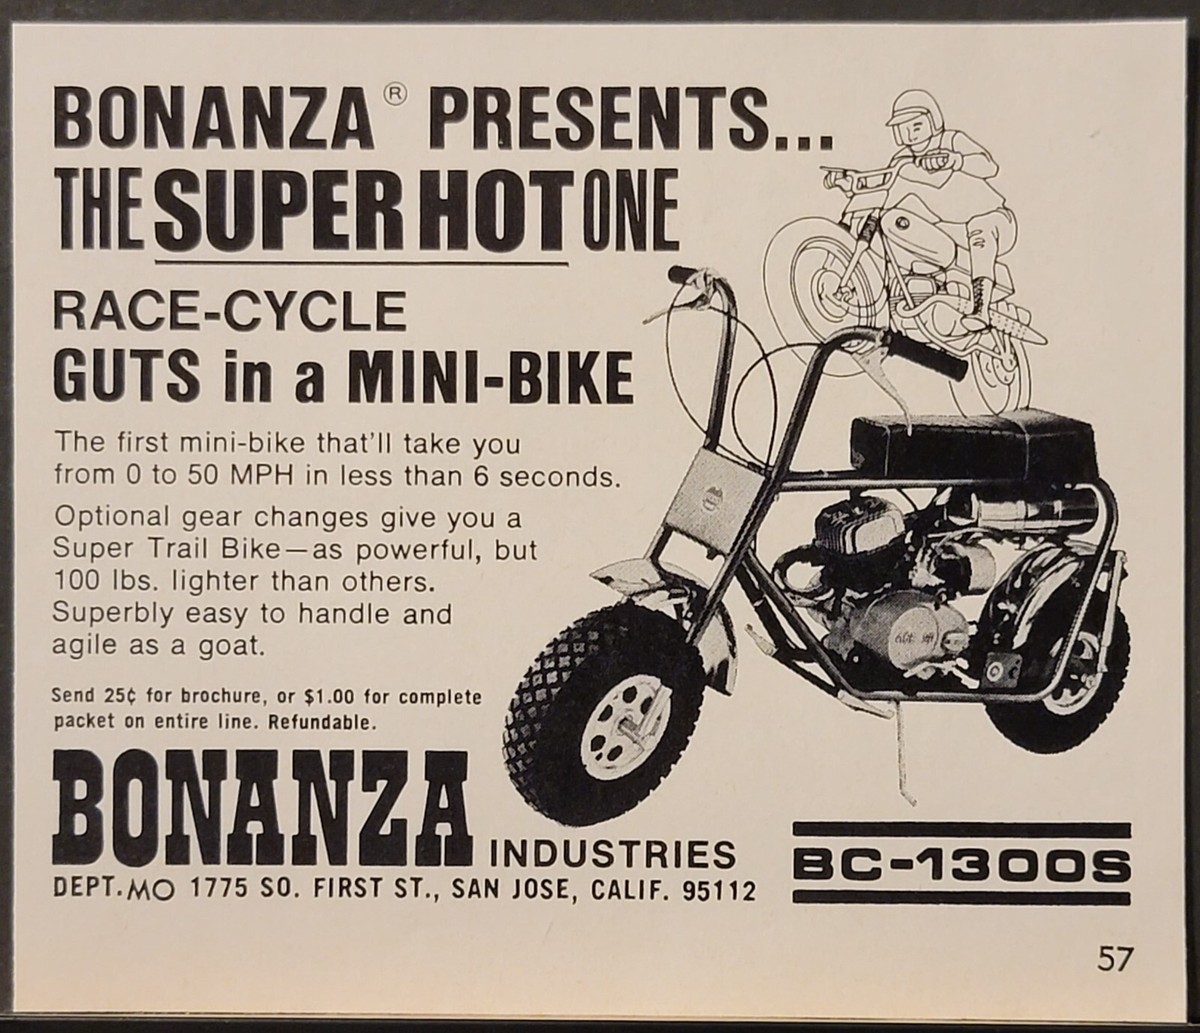 BONANZA® PRESENTS...
THE SUPER HOT ONE
RACE-CYCLE
GUTS in a MINI-BIKE
The first mini-bike that'll take you
from 0 to 50 MPH in less than 6 seconds.
Optional gear changes give you a
Super Trail Bike—as powerful, but
100 lbs. lighter than others.
Superbly easy to handle and
agile as a goat.
Send 25¢ for brochure, or $1.00 for complete
packet on entire line. Refundable.
BONANZA INDUSTRIES
DEPT. MO 1775 SO. FIRST ST., SAN JOSE, CALIF. 95112
BC-1300S
57